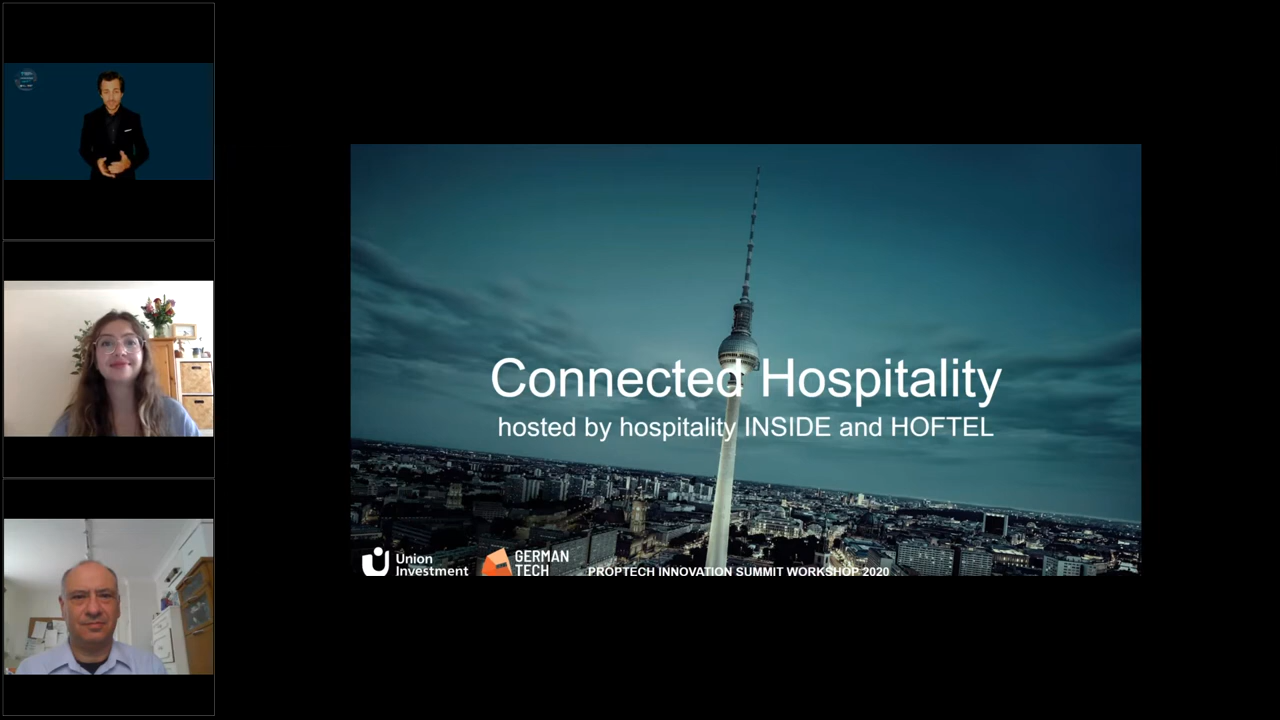 Connected Hospitality
hosted by hospitality INSIDE and HOFTEL
Union
Investment
GERMAN
TECH
PROPTECH INNOVATION SUMMIT WORKSHOP 2020